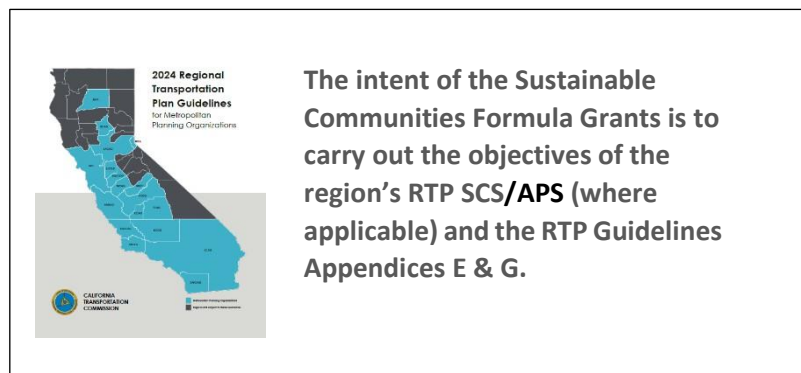 2024 Regional
Transportation
Plan Guidelines
for Metropolitan
Planning Organizations
CALIFORNIA
TRANSPORTATION
COMMISSION
The intent of the Sustainable
Communities Formula Grants is to
carry out the objectives of the
region’s RTP SCS/APS (where
applicable) and the RTP Guidelines
Appendices E & G.